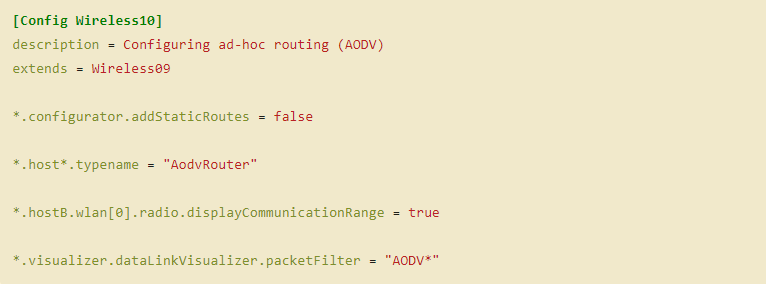 [Config Wireless10]
description = Configuring ad-hoc routing (AODV)
extends = Wireless09
*.configurator.addStaticRoutes = false
*.host*.typename = "AodvRouter"
*.hostB.wlan[0].radio.displayCommunicationRange = true
*.visualizer.dataLinkVisualizer.packetFilter = "AODV*"